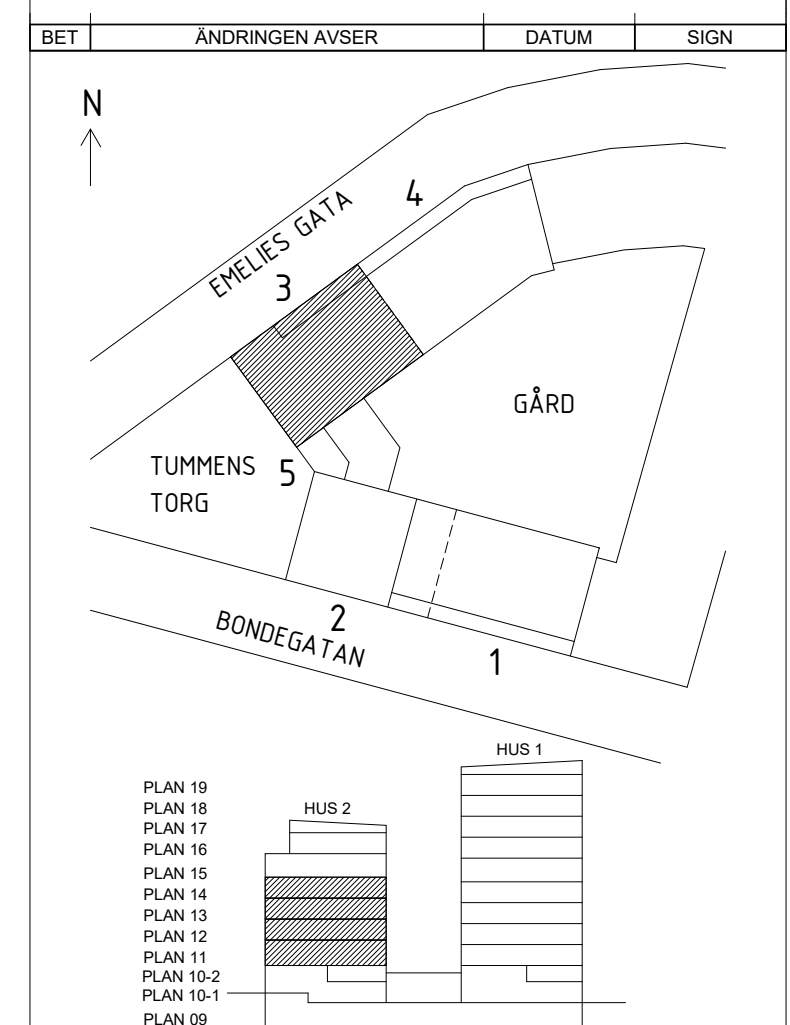 BET ÄNDRINGEN AVSER DATUM SIGN
N
4
EMELIES GATA
3
GÅRD
TUMMENS
TORG
5
2
BONDEGATAN
1
HUS 1
HUS 2
PLAN 19
PLAN 18
PLAN 17
PLAN 16
PLAN 15
PLAN 14
PLAN 13
PLAN 12
PLAN 11
PLAN 10-2
PLAN 10-1
PLAN 09